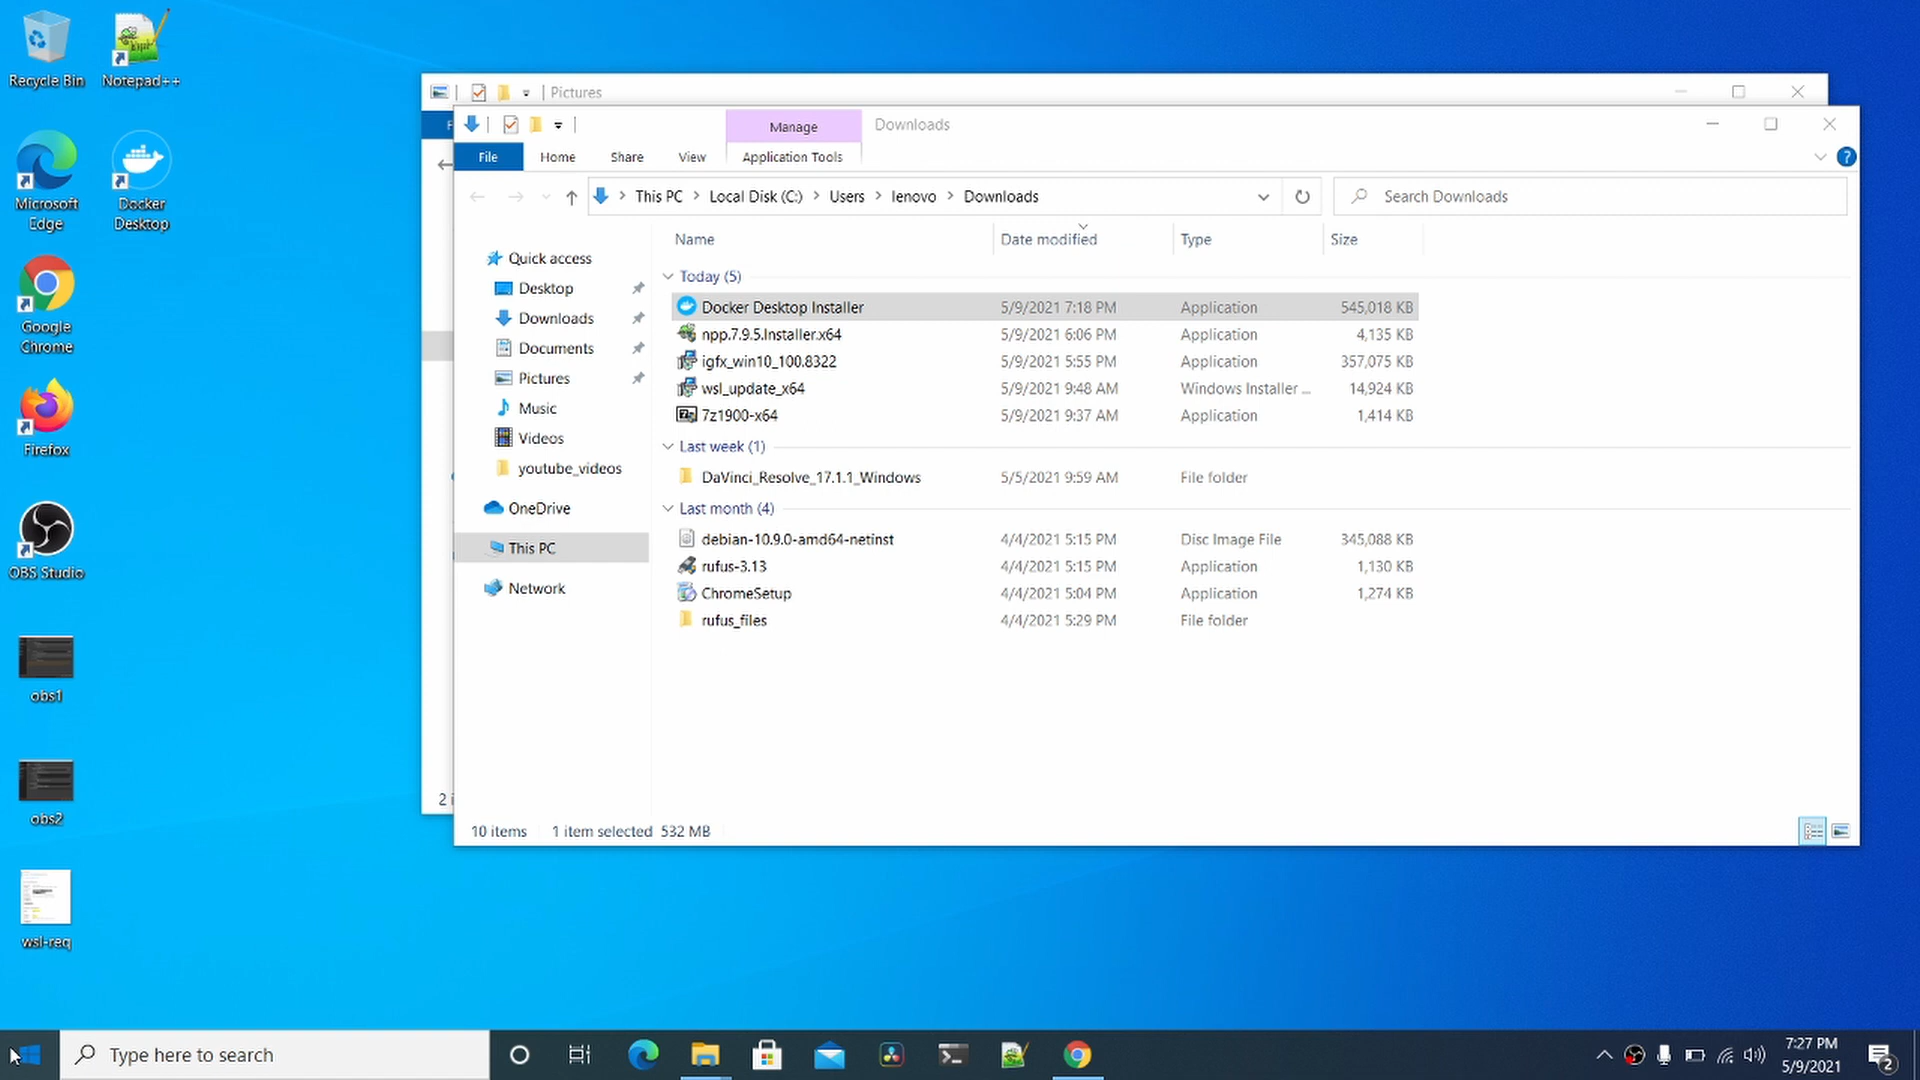 Recycle Bin
Notepad++
Microsoft
Edge
Docker
Desktop
Google
Chrome
Firefox
OBS Studio
obs1
obs2
wsl-req
Pictures
Manage
Downloads
File
Home
Share
View
Application Tools
This PC
Local Disk (C:)
Users
lenovo
Downloads
Search Downloads
Name
Date modified
Type
Size
Quick access
Desktop
Downloads
Documents
Pictures
Music
Videos
youtube_videos
OneDrive
This PC
Network
Today (5)
Docker Desktop Installer 5/9/2021 7:18 PM Application 545,018 KB
npp.7.9.5.Installer.x64 5/9/2021 6:06 PM Application 4,135 KB
igfx_win10_100.8322 5/9/2021 5:55 PM Application 357,075 KB
wsl_update_x64 5/9/2021 9:48 AM Windows Installer ... 14,924 KB
7z1900-x64 5/9/2021 9:37 AM Application 1,414 KB
Last week (1)
DaVinci_Resolve_17.1.1_Windows 5/5/2021 9:59 AM File folder
Last month (4)
debian-10.9.0-amd64-netinst 4/4/2021 5:15 PM Disc Image File 345,088 KB
rufus-3.13 4/4/2021 5:15 PM Application 1,130 KB
ChromeSetup 4/4/2021 5:04 PM Application 1,274 KB
rufus_files 4/4/2021 5:29 PM File folder
10 items 1 item selected 532 MB
Type here to search
7:27 PM
5/9/2021
2